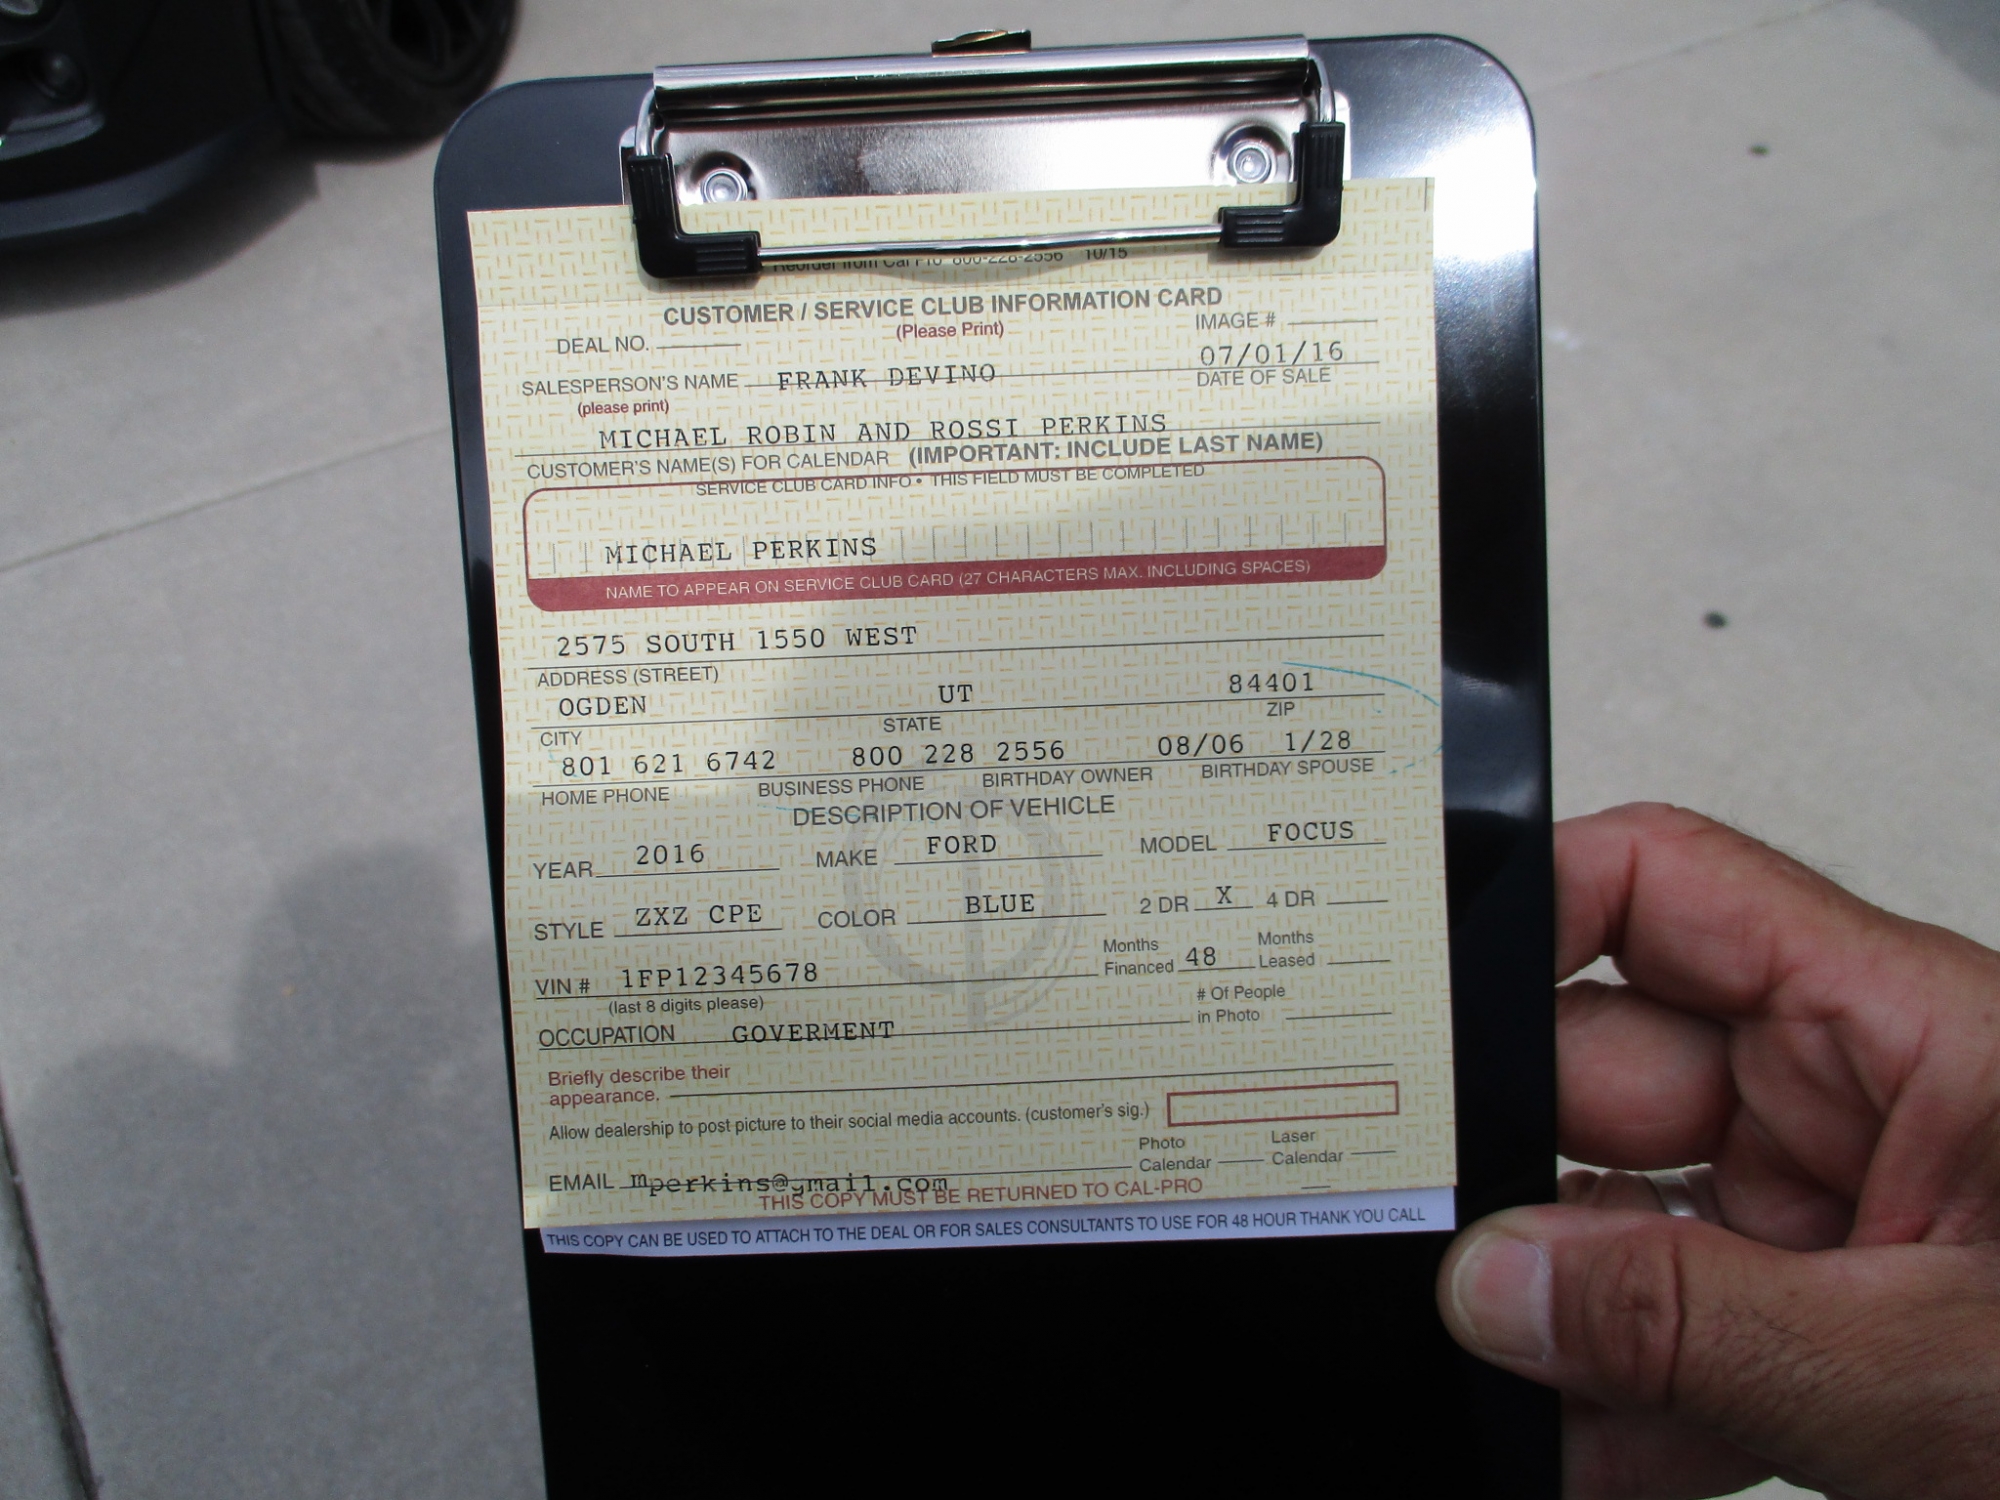 Reorder from Cal Pro 800-228-2556 10/15
CUSTOMER / SERVICE CLUB INFORMATION CARD
(Please Print)
DEAL NO. IMAGE #
SALESPERSON'S NAME FRANK DEVINO 07/01/16
(please print) DATE OF SALE
MICHAEL ROBIN AND ROSSI PERKINS
CUSTOMER'S NAME(S) FOR CALENDAR (IMPORTANT: INCLUDE LAST NAME)
SERVICE CLUB CARD INFO • THIS FIELD MUST BE COMPLETED
MICHAEL PERKINS
NAME TO APPEAR ON SERVICE CLUB CARD (27 CHARACTERS MAX. INCLUDING SPACES)
2575 SOUTH 1550 WEST
ADDRESS (STREET)
OGDEN UT 84401
CITY STATE ZIP
801 621 6742 800 228 2556 08/06 1/28
HOME PHONE BUSINESS PHONE BIRTHDAY OWNER BIRTHDAY SPOUSE
DESCRIPTION OF VEHICLE
YEAR 2016 MAKE FORD MODEL FOCUS
STYLE ZXZ CPE COLOR BLUE 2 DR X 4 DR
VIN # 1FP12345678 Months Financed 48 Months Leased
(last 8 digits please)
OCCUPATION GOVERMENT # Of People in Photo
Briefly describe their
appearance.
Allow dealership to post picture to their social media accounts. (customer's sig.)
EMAIL mperkins@gmail.com Photo Calendar Laser Calendar
THIS COPY MUST BE RETURNED TO CAL-PRO
THIS COPY CAN BE USED TO ATTACH TO THE DEAL OR FOR SALES CONSULTANTS TO USE FOR 48 HOUR THANK YOU CALL